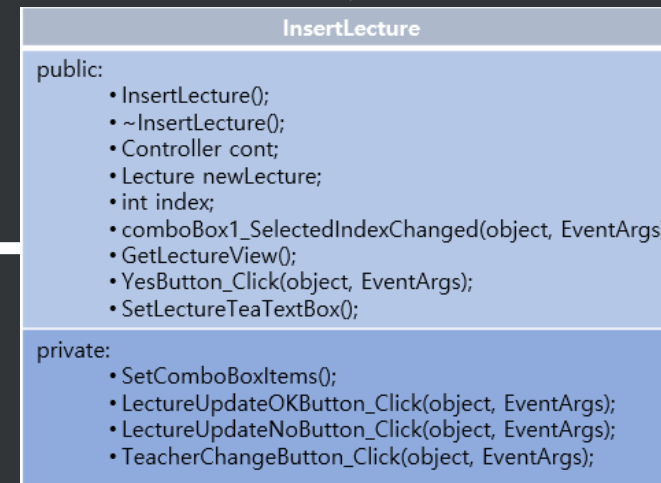 InsertLecture
public:
• InsertLecture();
• ~InsertLecture();
• Controller cont;
• Lecture newLecture;
• int index;
• comboBox1_SelectedIndexChanged(object, EventArgs
• GetLectureView();
• YesButton_Click(object, EventArgs);
• SetLectureTeaTextBox();
private:
• SetComboBoxItems();
• LectureUpdateOKButton_Click(object, EventArgs);
• LectureUpdateNoButton_Click(object, EventArgs);
• TeacherChangeButton_Click(object, EventArgs);